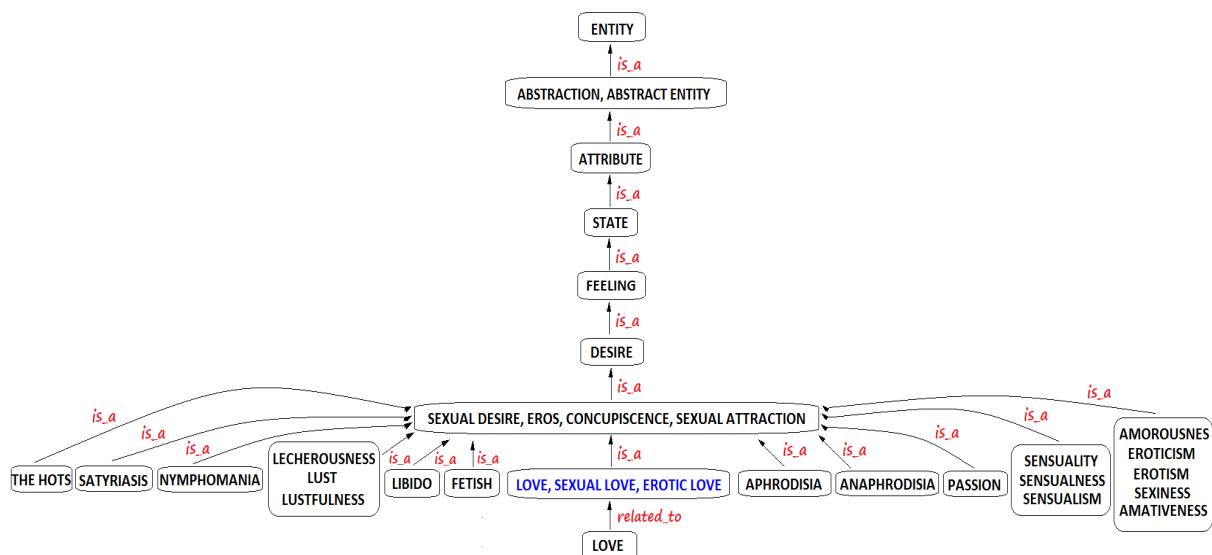 ENTITY
is_a
ABSTRACTION, ABSTRACT ENTITY
is_a
ATTRIBUTE
is_a
STATE
is_a
FEELING
is_a
DESIRE
is_a
SEXUAL DESIRE, EROS, CONCUPISCENCE, SEXUAL ATTRACTION
is_a
is_a
is_a
is_a
is_a
is_a
is_a
is_a
is_a
is_a
is_a
is_a
THE HOTS
SATYRIASIS
NYMPHOMANIA
LECHEROUSNESS
LUST
LUSTFULNESS
LIBIDO
FETISH
LOVE, SEXUAL LOVE, EROTIC LOVE
APHRODISIA
ANAPHRODISIA
PASSION
SENSUALITY
SENSUALNESS
SENSUALISM
AMOROUSNES
EROTICISM
EROTISM
SEXINESS
AMATIVENESS
related_to
LOVE